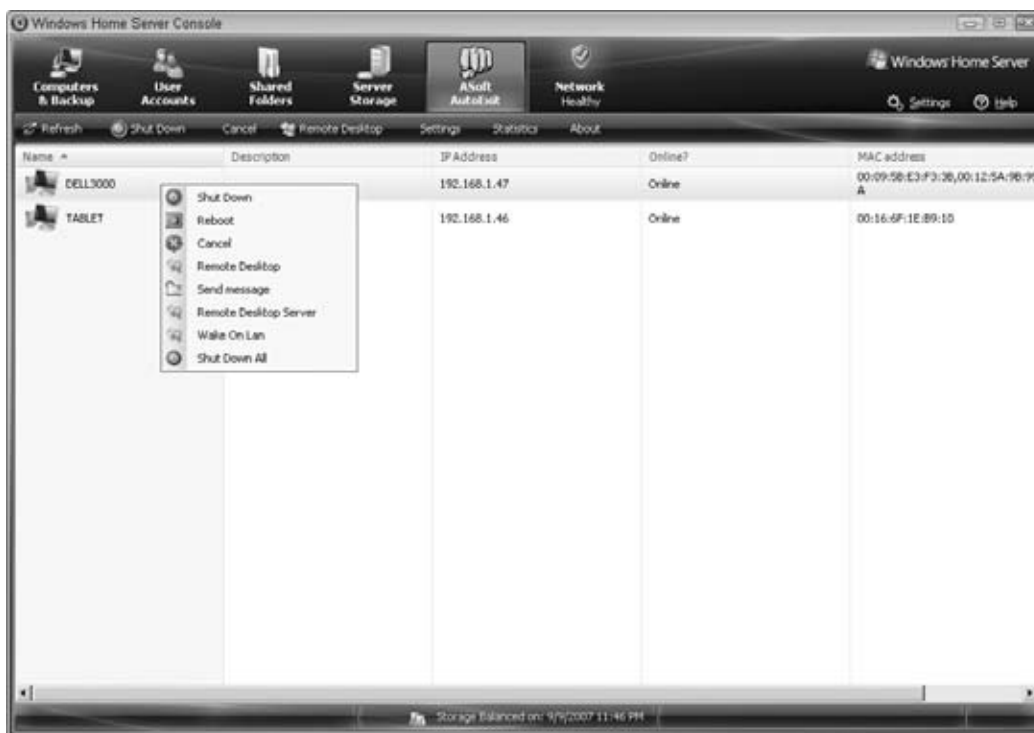 Windows Home Server Console
Computers
& Backup
User
Accounts
Shared
Folders
Server
Storage
ASoft
AutoExit
Network
Healthy
Windows Home Server
Settings
Help
Refresh
Shut Down
Cancel
Remote Desktop
Settings
Statistics
About
Name
Description
IP Address
Online?
MAC address
DELL3000
192.168.1.47
Online
00:09:5B:E3:F3:3B,00:12:5A:9B:9
A
TABLET
192.168.1.46
Online
00:16:6F:1E:B9:10
Shut Down
Reboot
Cancel
Remote Desktop
Send message
Remote Desktop Server
Wake On Lan
Shut Down All
Storage Balanced on: 9/9/2007 11:46 PM